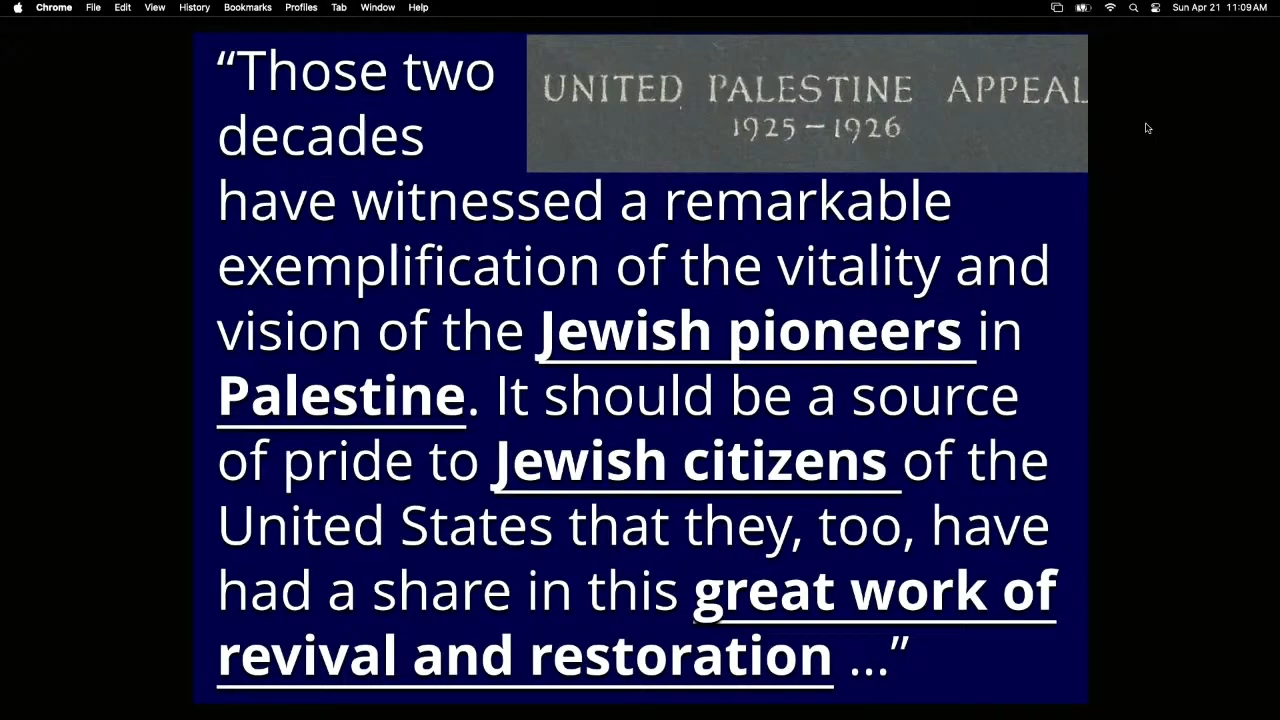 Chrome File Edit View History Bookmarks Profiles Tab Window Help Sun Apr 21 11:09 AM
“Those two
decades
UNITED PALESTINE APPEAL
1925 – 1926
have witnessed a remarkable
exemplification of the vitality and
vision of the Jewish pioneers in
Palestine. It should be a source
of pride to Jewish citizens of the
United States that they, too, have
had a share in this great work of
revival and restoration ...”